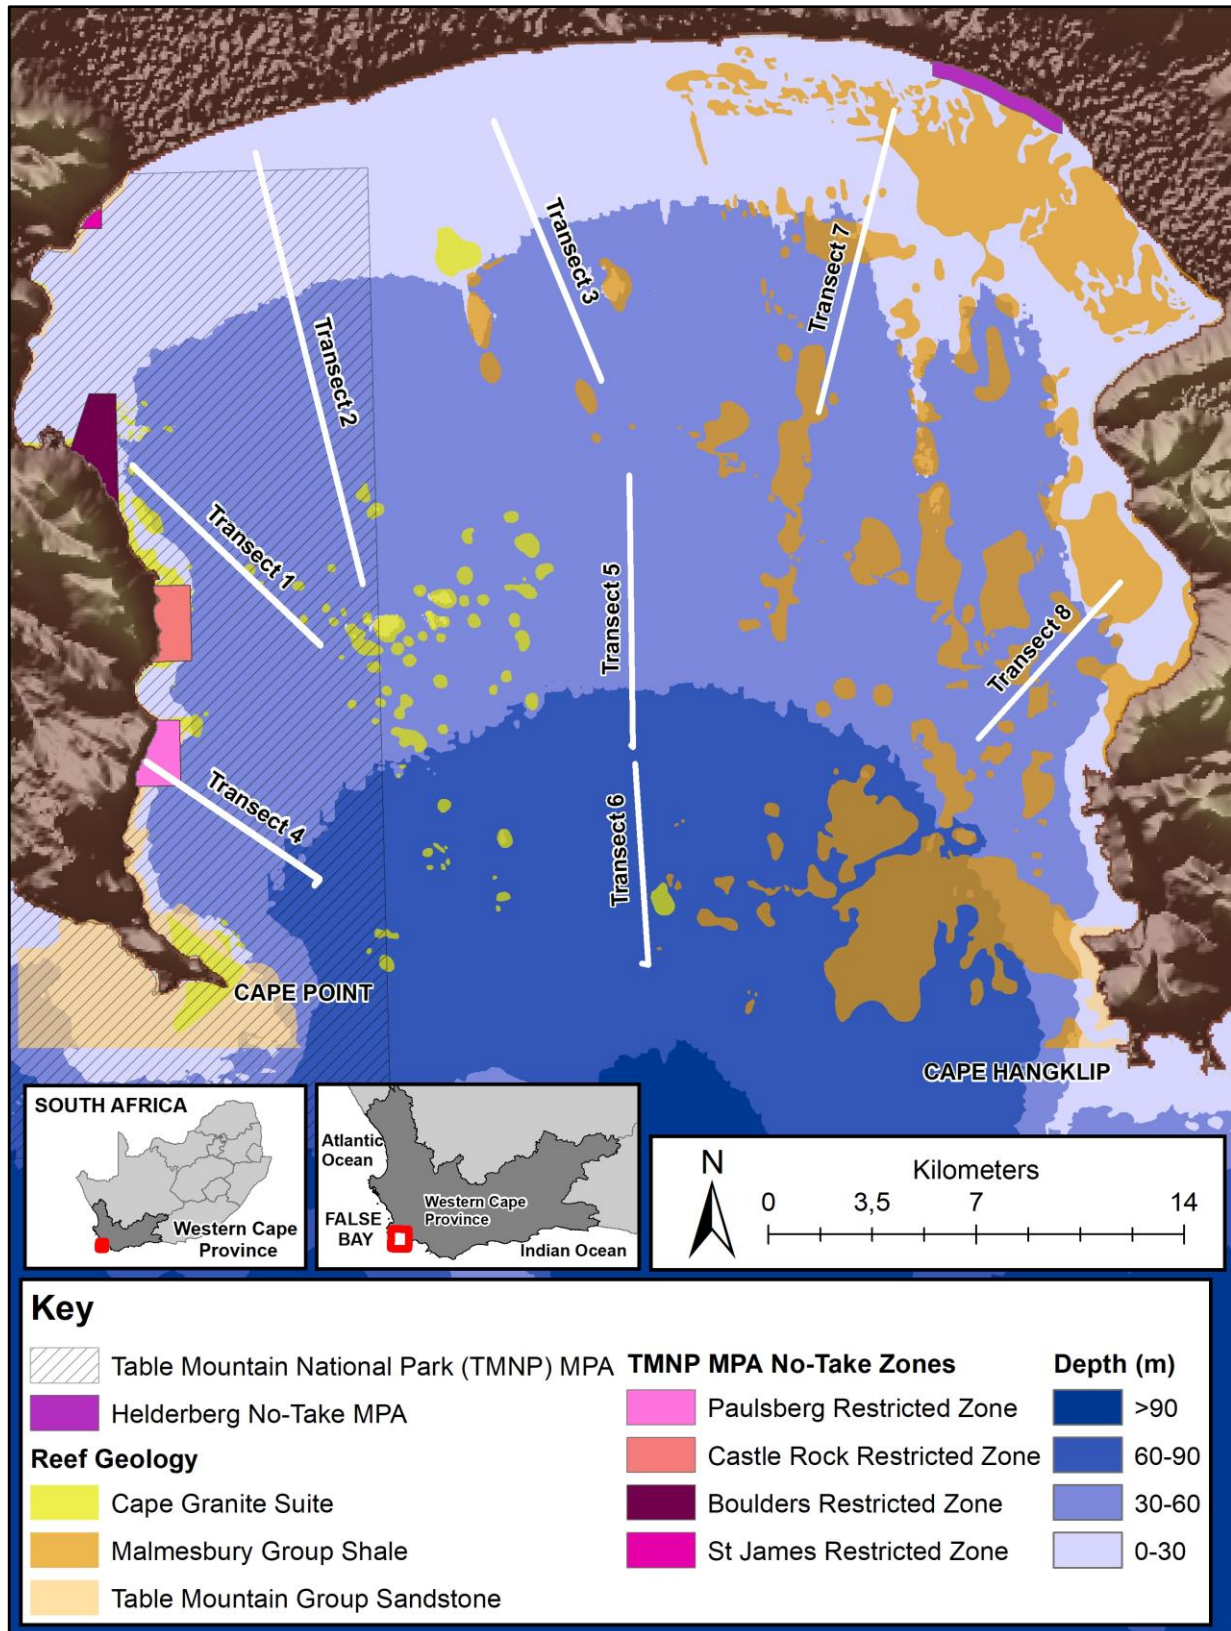 Transect 2
Transect 3
Transect 7
Transect 1
Transect 5
Transect 8
Transect 4
Transect 6
CAPE POINT
CAPE HANGKLIP
SOUTH AFRICA
Western Cape
Province
Atlantic
Ocean
Western Cape
Province
FALSE
BAY
Indian Ocean
N
Kilometers
0 3,5 7 14
Key
Table Mountain National Park (TMNP) MPA
Helderberg No-Take MPA
Reef Geology
Cape Granite Suite
Malmesbury Group Shale
Table Mountain Group Sandstone
TMNP MPA No-Take Zones
Paulsberg Restricted Zone
Castle Rock Restricted Zone
Boulders Restricted Zone
St James Restricted Zone
Depth (m)
>90
60-90
30-60
0-30